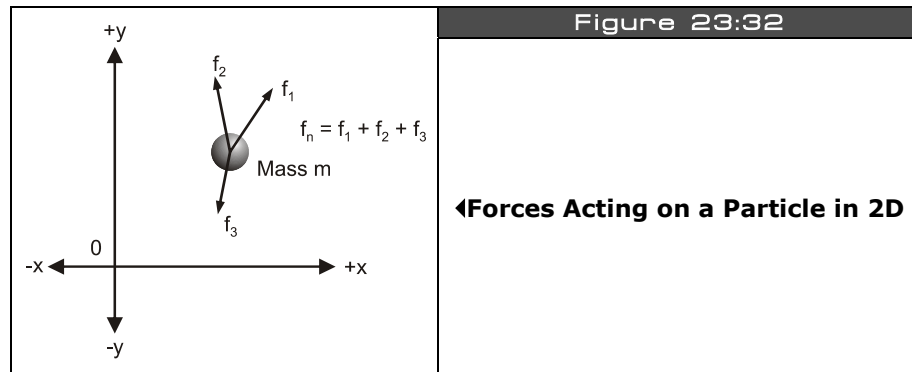 Figure 23:32
+y
f2
f1
fn = f1 + f2 + f3
Mass m
f3
0
-x
+x
-y
Forces Acting on a Particle in 2D